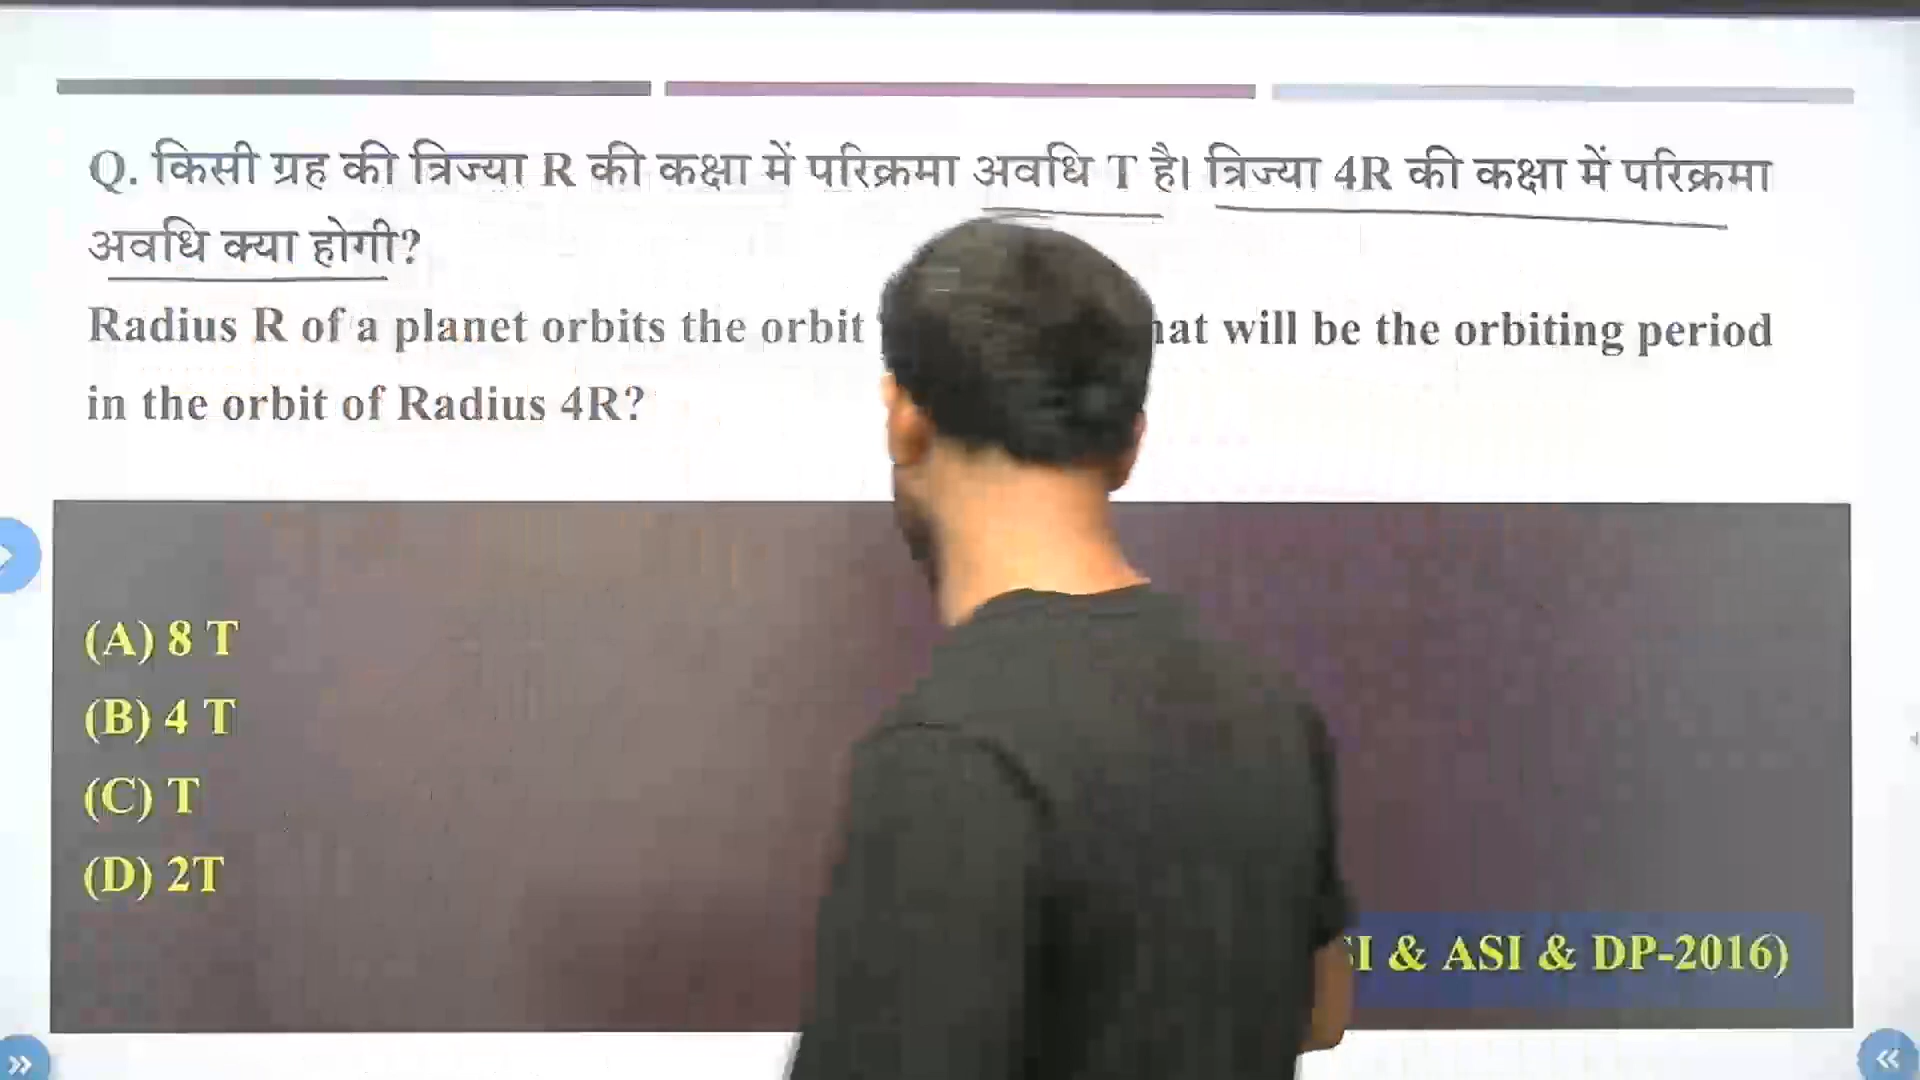 Q. किसी ग्रह की त्रिज्या R की कक्षा में परिक्रमा अवधि T है। त्रिज्या 4R की कक्षा में परिक्रमा
अवधि क्या होगी?
Radius R of a planet orbits the orbit will be the orbiting period
in the orbit of Radius 4R?
(A) 8 T
(B) 4 T
(C) T
(D) 2T
& ASI & DP-2016)